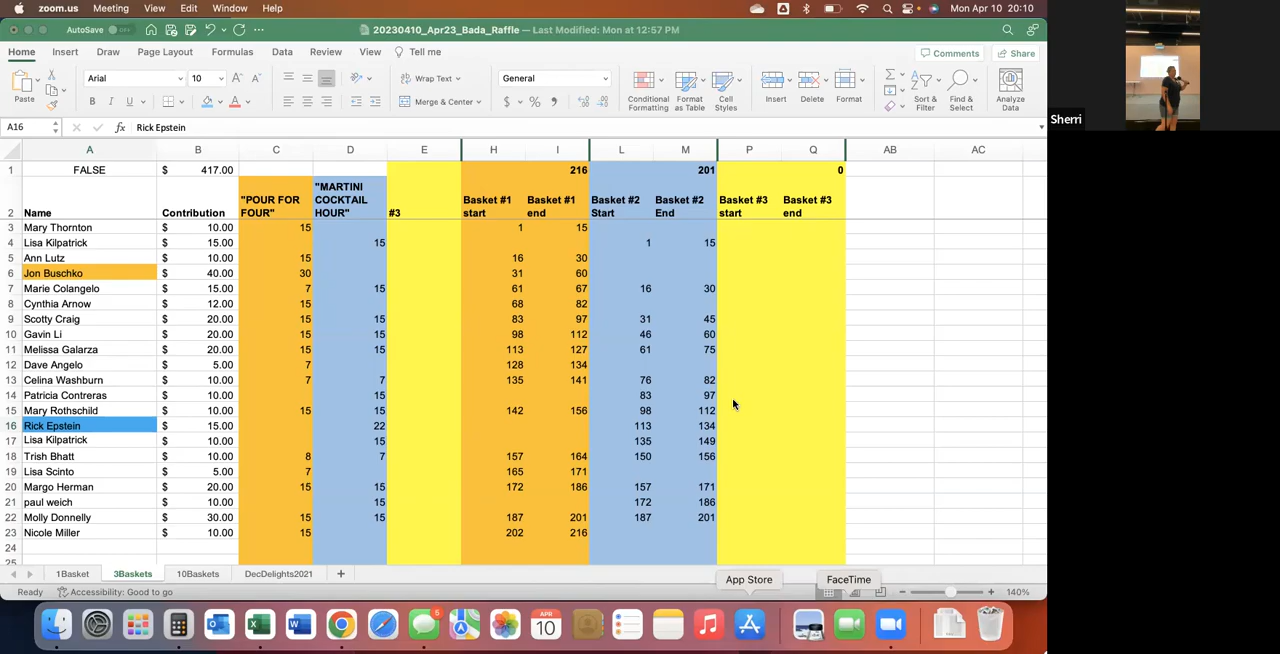 zoom.us Meeting View Edit Window Help Mon Apr 10 20:10
AutoSave OFF 20230410_Apr23_Bada_Raffle — Last Modified: Mon at 12:57 PM
Home Insert Draw Page Layout Formulas Data Review View Tell me Comments Share
Paste Arial 10 Wrap Text General Conditional Formatting Format as Table Cell Styles Insert Delete Format Sort & Filter Find & Select Analyze Data
B I U Merge & Center $ % 
A16 fx Rick Epstein
A B C D E H I L M P Q AB AC
1 FALSE $ 417.00 216 201 0
2 Name Contribution "POUR FOR FOUR" "MARTINI COCKTAIL HOUR" #3 Basket #1 start Basket #1 end Basket #2 Start Basket #2 End Basket #3 start Basket #3 end
3 Mary Thornton $ 10.00 15 1 15
4 Lisa Kilpatrick $ 15.00 15 1 15
5 Ann Lutz $ 10.00 15 16 30
6 Jon Buschko $ 40.00 30 31 60
7 Marie Colangelo $ 15.00 7 15 61 67 16 30
8 Cynthia Arnow $ 12.00 15 68 82
9 Scotty Craig $ 20.00 15 15 83 97 31 45
10 Gavin Li $ 20.00 15 15 98 112 46 60
11 Melissa Galarza $ 20.00 15 15 113 127 61 75
12 Dave Angelo $ 5.00 7 128 134
13 Celina Washburn $ 10.00 7 7 135 141 76 82
14 Patricia Contreras $ 10.00 15 83 97
15 Mary Rothschild $ 10.00 15 15 142 156 98 112
16 Rick Epstein $ 15.00 22 113 134
17 Lisa Kilpatrick $ 10.00 15 135 149
18 Trish Bhatt $ 10.00 8 7 157 164 150 156
19 Lisa Scinto $ 5.00 7 165 171
20 Margo Herman $ 20.00 15 15 172 186 157 171
21 paul weich $ 10.00 15 172 186
22 Molly Donnelly $ 30.00 15 15 187 201 187 201
23 Nicole Miller $ 10.00 15 202 216
24
25
1Basket 3Baskets 10Baskets DecDelights2021 +
Ready Accessibility: Good to go 140%
App Store FaceTime
5
APR 10
Sherri